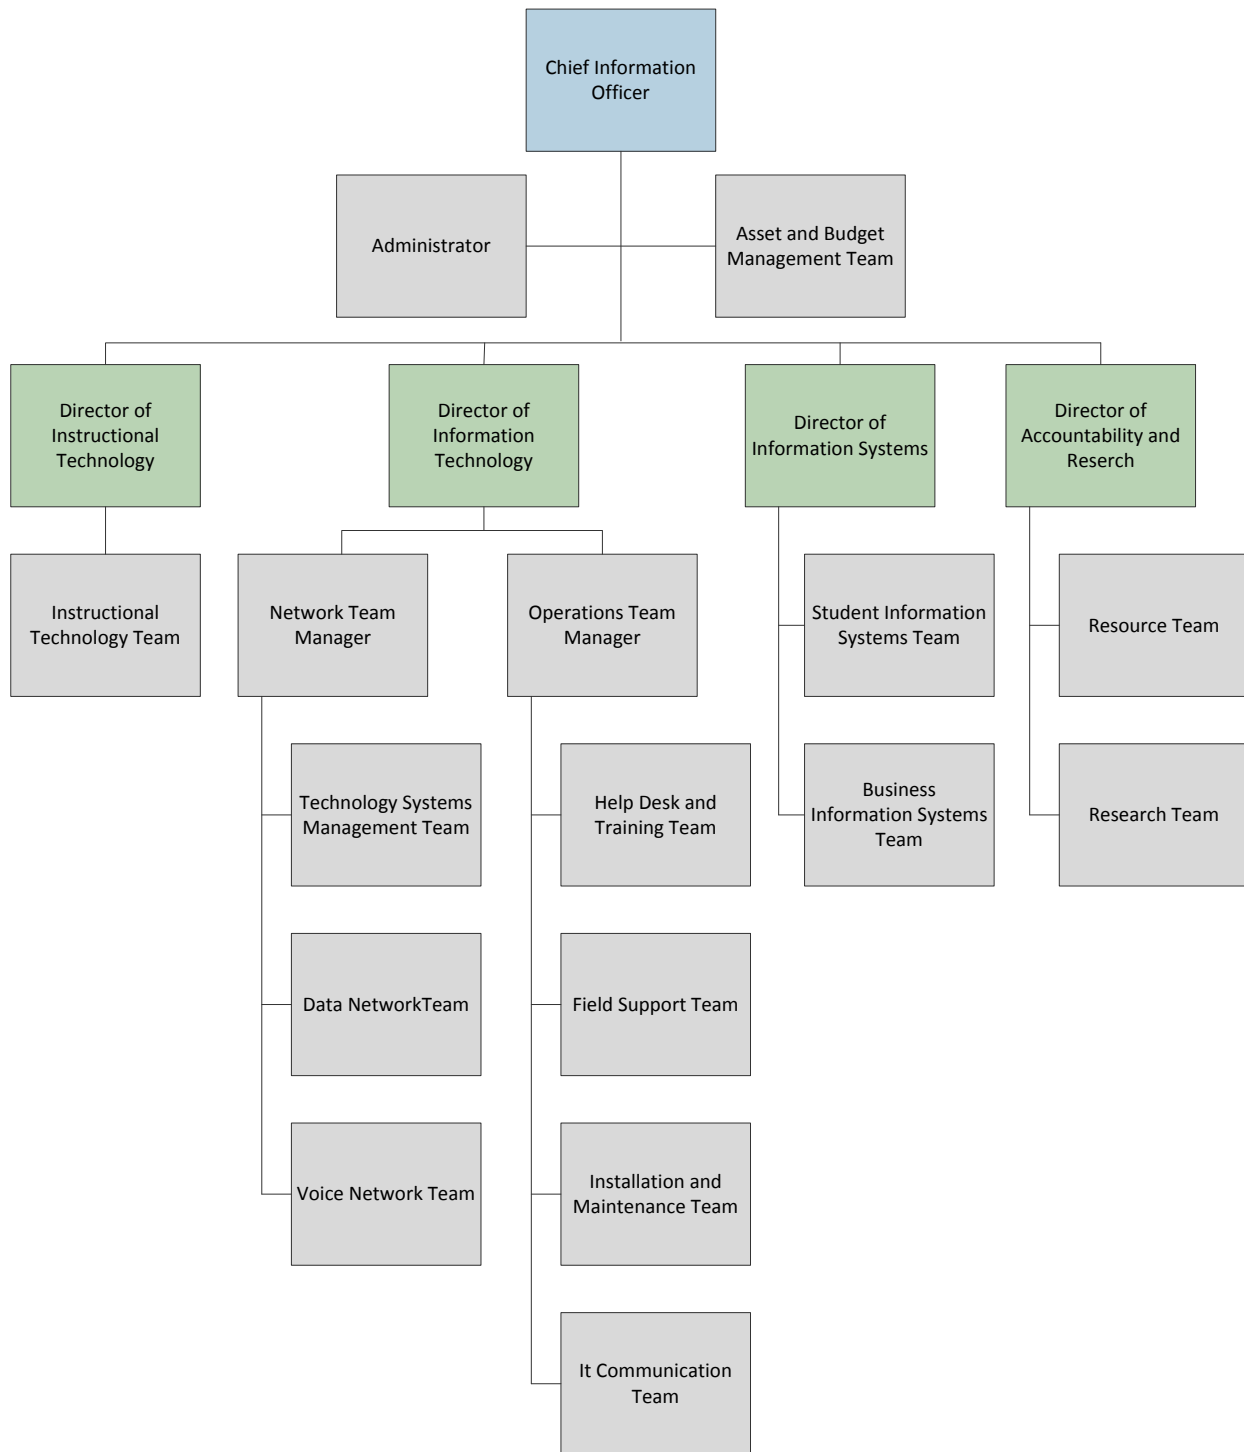 Chief Information
Officer
Administrator
Asset and Budget
Management Team
Director of
Instructional
Technology
Director of
Information
Technology
Director of
Information Systems
Director of
Accountability and
Reserch
Instructional
Technology Team
Network Team
Manager
Operations Team
Manager
Student Information
Systems Team
Resource Team
Technology Systems
Management Team
Help Desk and
Training Team
Business
Information Systems
Team
Research Team
Data NetworkTeam
Field Support Team
Voice Network Team
Installation and
Maintenance Team
It Communication
Team